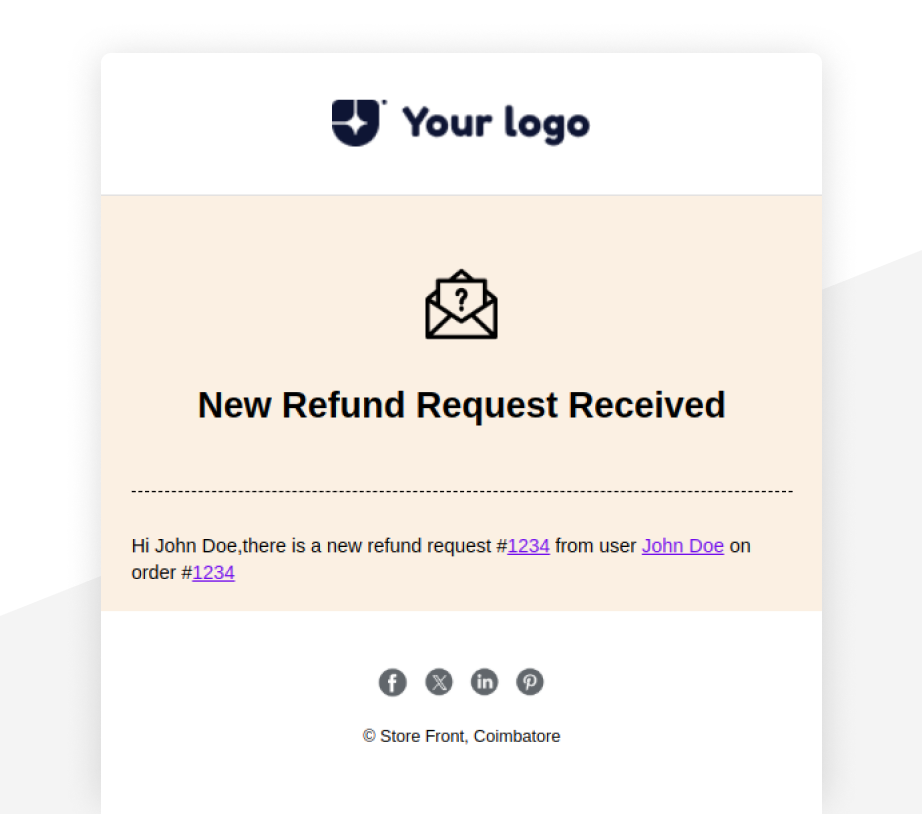 Your logo
?
New Refund Request Received
Hi John Doe,there is a new refund request #1234 from user John Doe on
order #1234
© Store Front, Coimbatore